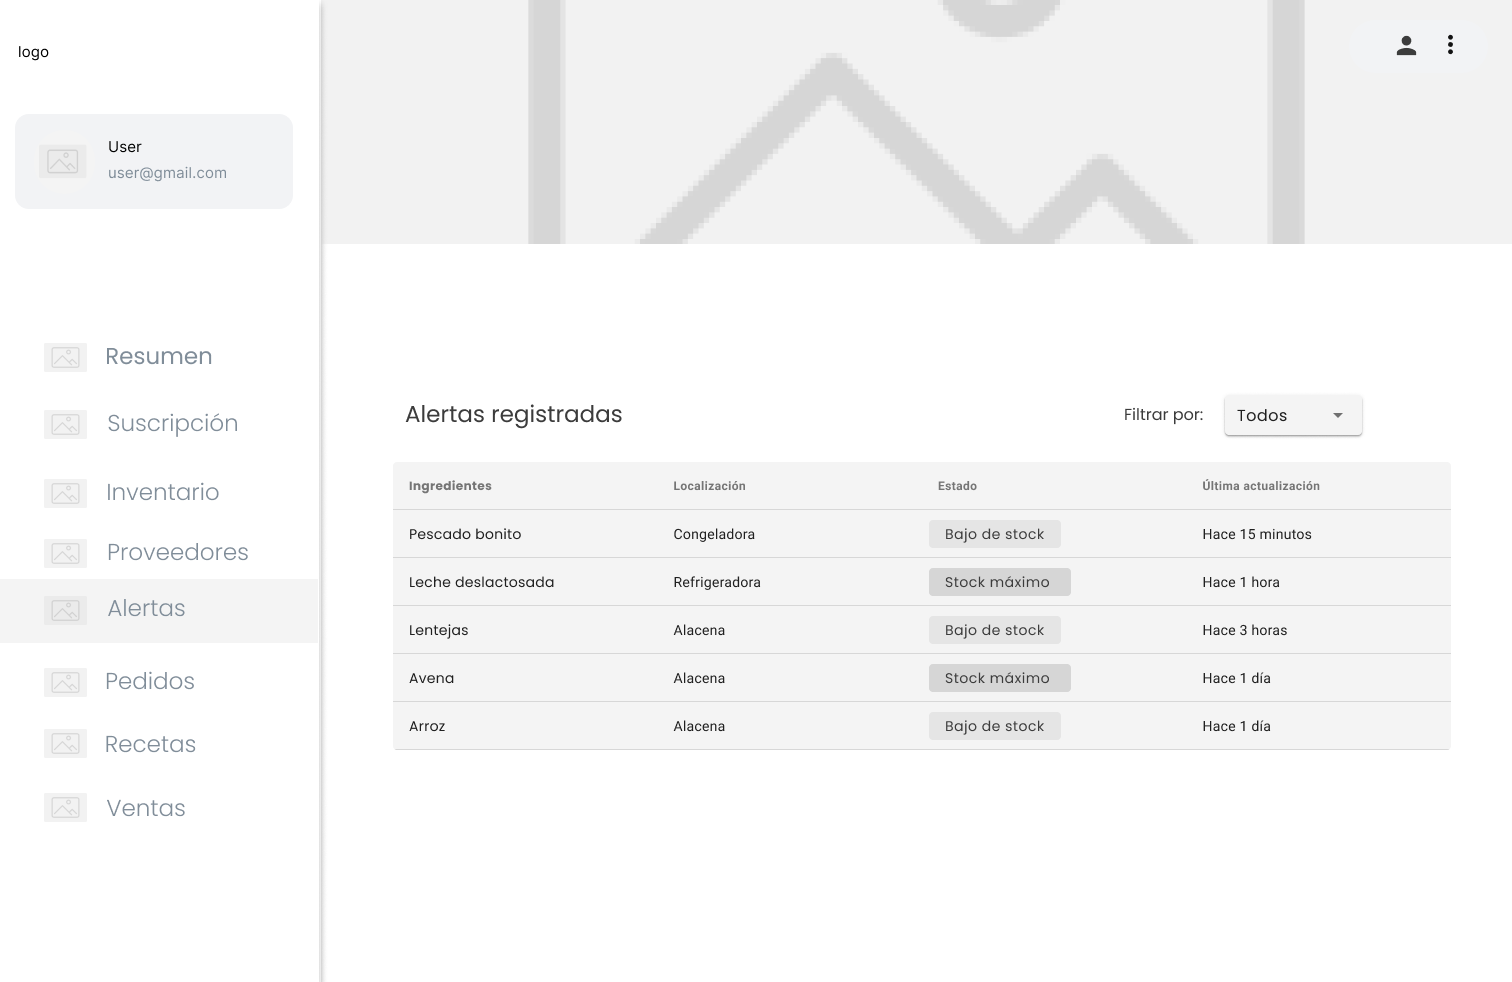 logo
User
user@gmail.com
Resumen
Suscripción
Inventario
Proveedores
Alertas
Pedidos
Recetas
Ventas
Alertas registradas
Filtrar por:
Todos
Ingredientes Localización Estado Última actualización
Pescado bonito Congeladora Bajo de stock Hace 15 minutos
Leche deslactosada Refrigeradora Stock máximo Hace 1 hora
Lentejas Alacena Bajo de stock Hace 3 horas
Avena Alacena Stock máximo Hace 1 día
Arroz Alacena Bajo de stock Hace 1 día